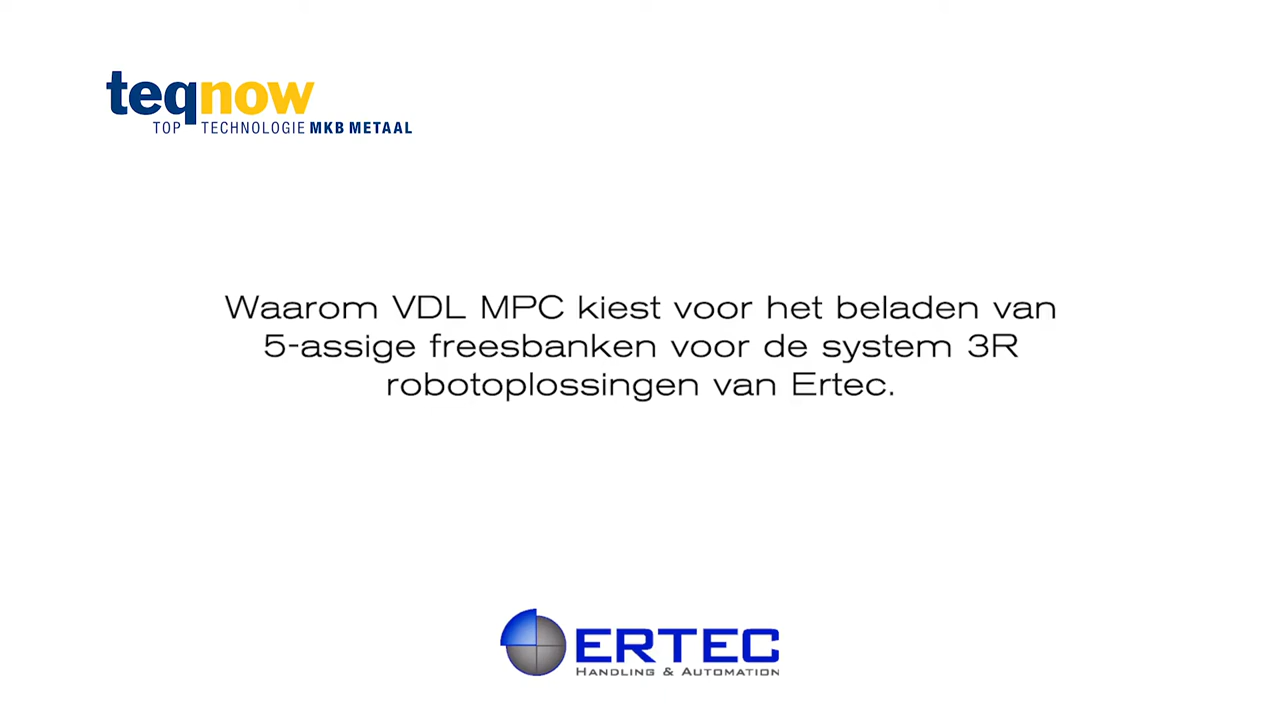 teqnow
TOP TECHNOLOGIE MKB METAAL
Waarom VDL MPC kiest voor het beladen van
5-assige freesbanken voor de system 3R
robotoplossingen van Ertec.
ERTEC
HANDLING & AUTOMATION